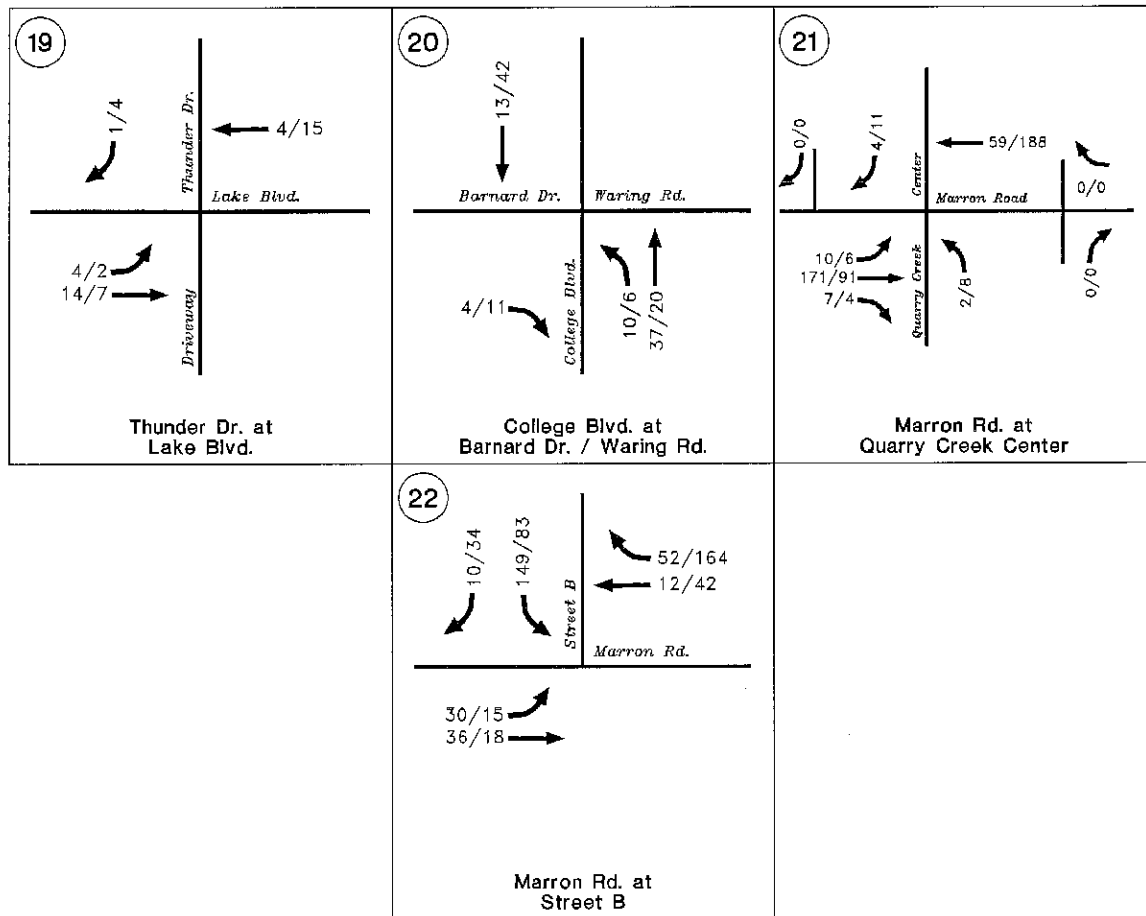 19
1/4
Thunder Dr.
4/15
Lake Blvd.
4/2
14/7
Driveway
Thunder Dr. at
Lake Blvd.
20
13/42
Barnard Dr.
Waring Rd.
4/11
College Blvd.
10/6
37/20
College Blvd. at
Barnard Dr. / Waring Rd.
21
0/0
4/11
Center
59/188
0/0
Marron Road
10/6
171/91
7/4
Quarry Creek
2/8
0/0
Marron Rd. at
Quarry Creek Center
22
10/34
149/83
Street B
52/164
12/42
Marron Rd.
30/15
36/18
Marron Rd. at
Street B